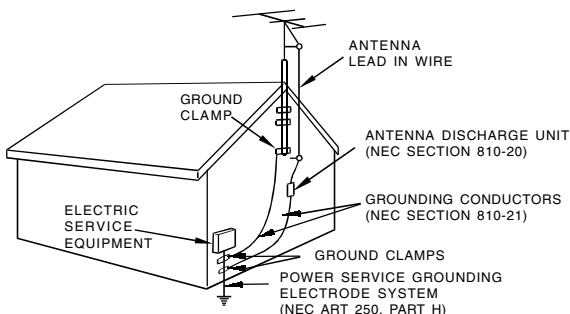 ANTENNA
LEAD IN WIRE
GROUND
CLAMP
ANTENNA DISCHARGE UNIT
(NEC SECTION 810-20)
GROUNDING CONDUCTORS
(NEC SECTION 810-21)
ELECTRIC
SERVICE
EQUIPMENT
GROUND CLAMPS
POWER SERVICE GROUNDING
ELECTRODE SYSTEM
(NEC ART 250, PART H)